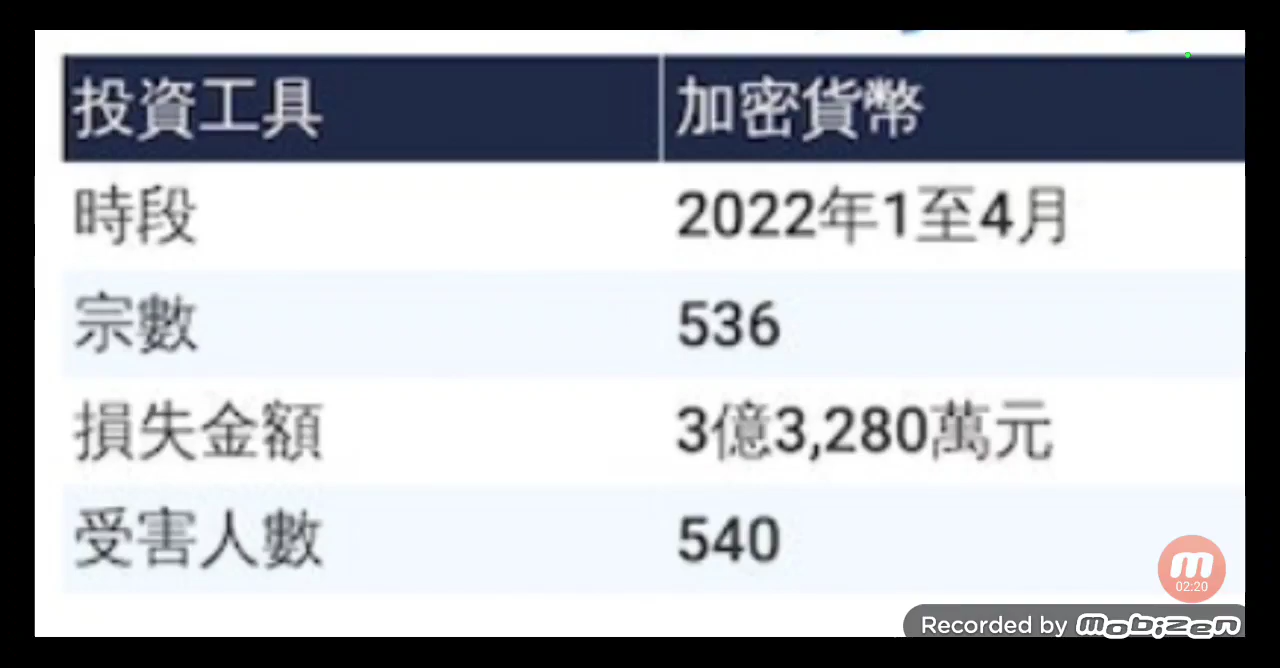 投資工具 加密貨幣
時段 2022年1至4月
宗數 536
損失金額 3億3,280萬元
受害人數 540
m
02:20
Recorded by mobizen